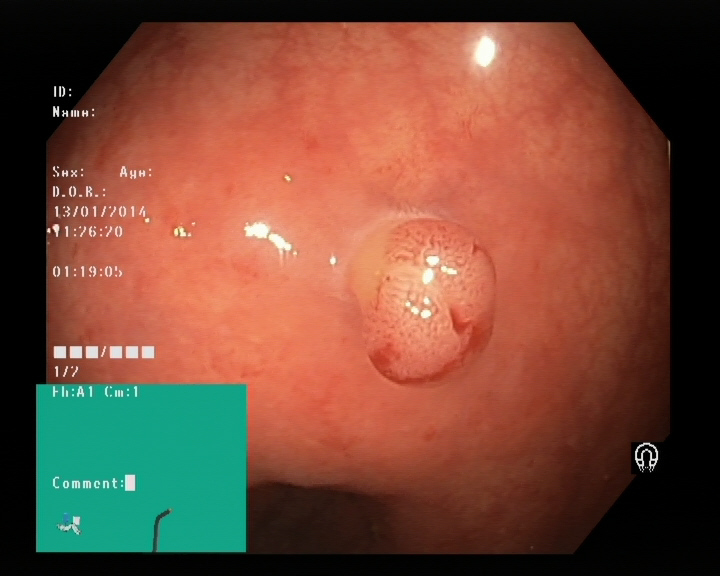 ID:
Name:
Sex: Age:
D.O.B.:
13/01/2014
11:26:20
01:19:05
■■■/■■■
1/2
Eh:A1 Cm:1
Comment: